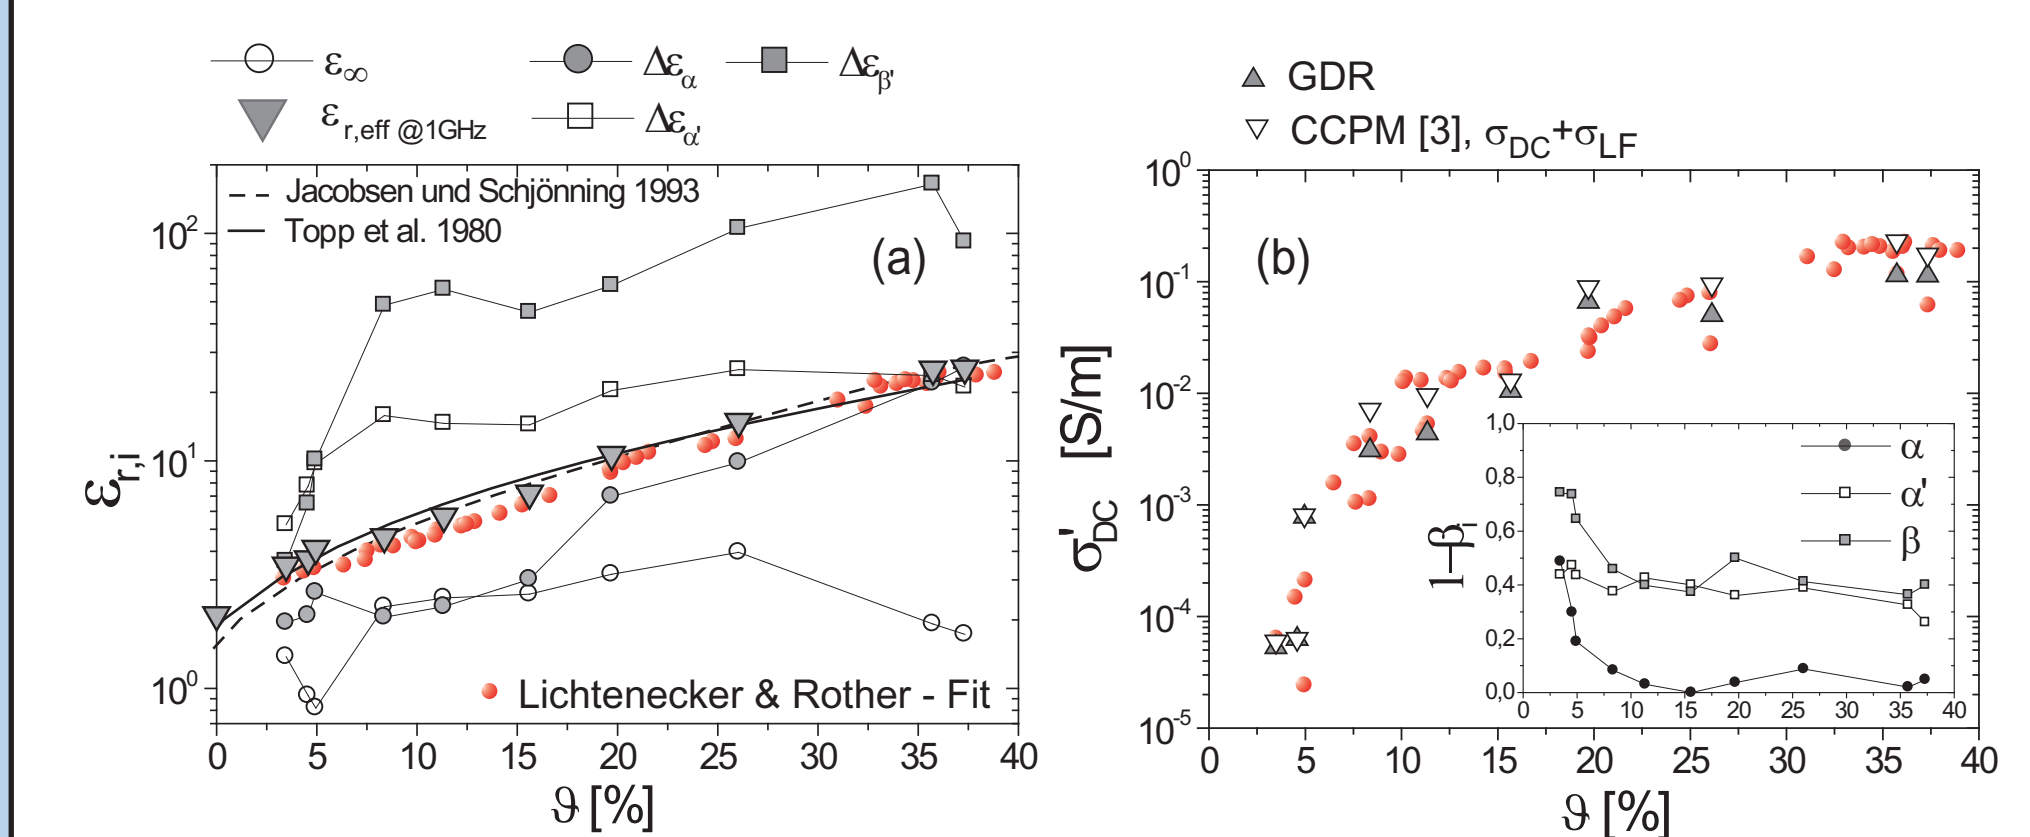 ε∞ Δεα Δεβ'
εr,eff @1GHz Δεα'
Jacobsen und Schjönning 1993
Topp et al. 1980
(a)
Lichtenecker & Rother - Fit
εr,i
10² 10¹ 10⁰
0 5 10 15 20 25 30 35 40
ϑ [%]
GDR
CCPM [3], σDC+σLF
(b)
σ'DC [S/m]
10⁰ 10⁻¹ 10⁻² 10⁻³ 10⁻⁴ 10⁻⁵
0 5 10 15 20 25 30 35 40
ϑ [%]
1-βi
1,0 0,8 0,6 0,4 0,2 0,0
0 5 10 15 20 25 30 35 40
α
α'
β